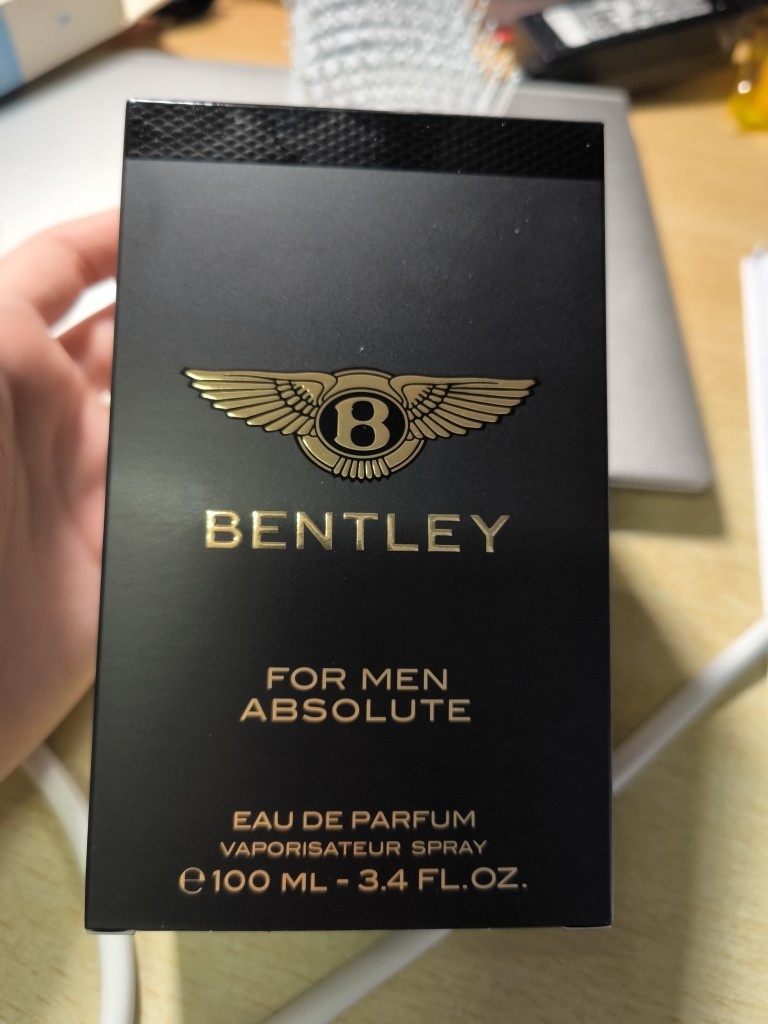 B
BENTLEY
FOR MEN
ABSOLUTE
EAU DE PARFUM
VAPORISATEUR SPRAY
℮100 ML - 3.4 FL.OZ.